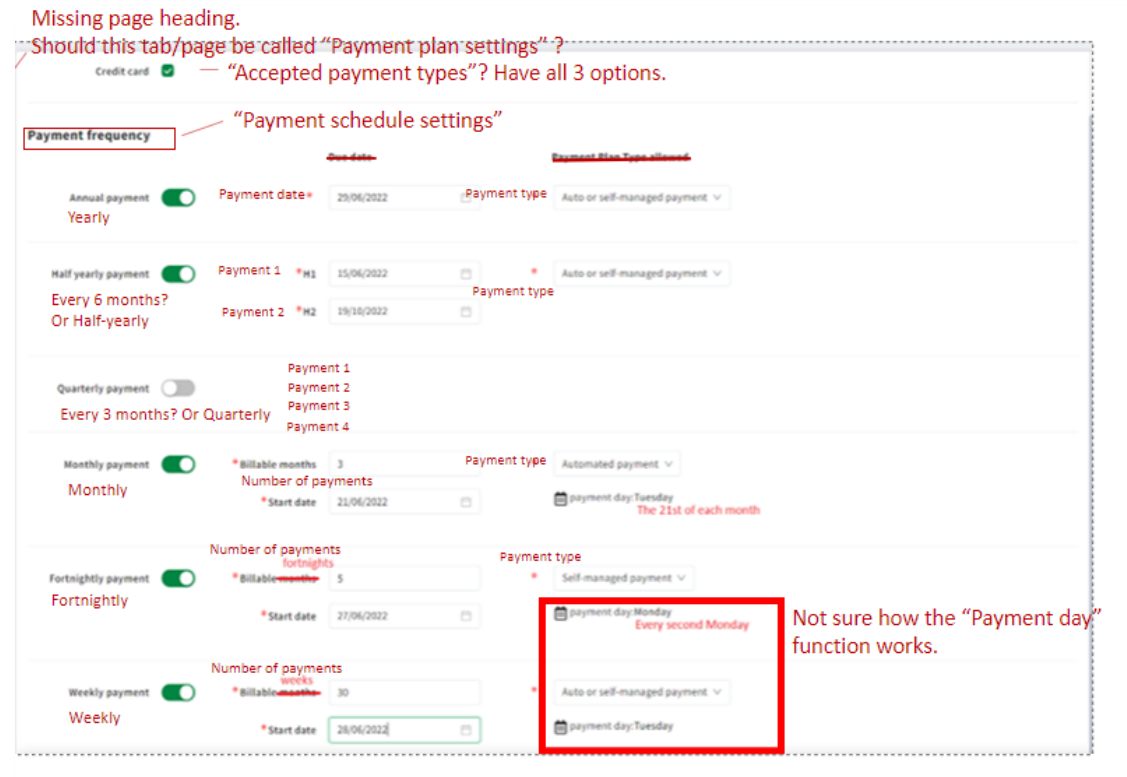 Missing page heading.
Should this tab/page be called “Payment plan settings” ?
Credit card — “Accepted payment types”? Have all 3 options.
“Payment schedule settings”
Payment frequency
Due date Payment Plan Type allowed
Annual payment Payment date* 29/06/2022 Payment type Auto or self-managed payment
Yearly
Half yearly payment Payment 1 *H1 15/06/2022 * Auto or self-managed payment
Payment type
Every 6 months?
Or Half-yearly
Payment 2 *H2 19/10/2022
Payment 1
Quarterly payment Payment 2
Payment 3
Every 3 months? Or Quarterly
Payment 4
Monthly payment *Billable months 3 Payment type Automated payment
Monthly Number of payments
*Start date 21/06/2022 payment day:Tuesday
The 21st of each month
Number of payments Payment type
fortnights
Fortnightly payment *Billable months 5 * Self-managed payment
Fortnightly
*Start date 27/06/2022 payment day:Monday
Every second Monday
Not sure how the “Payment day”
function works.
Number of payments
weeks
Weekly payment *Billable months 30 * Auto or self-managed payment
Weekly
*Start date 28/06/2022 payment day:Tuesday